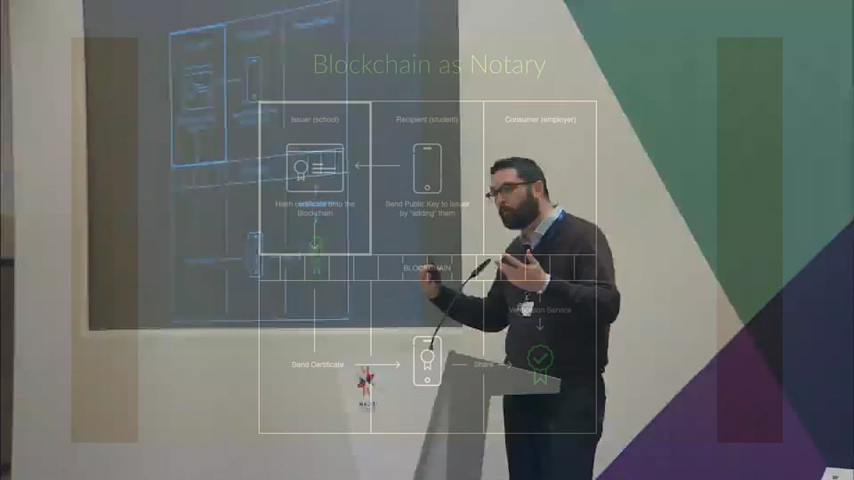 Blockchain as Notary
Issuer (school)
Recipient (student)
Consumer (employer)
Hash certificate onto the
Blockchain
Send Public Key to Issuer
by "adding" them
BLOCKCHAIN
Verification Service
Send Certificate
Share